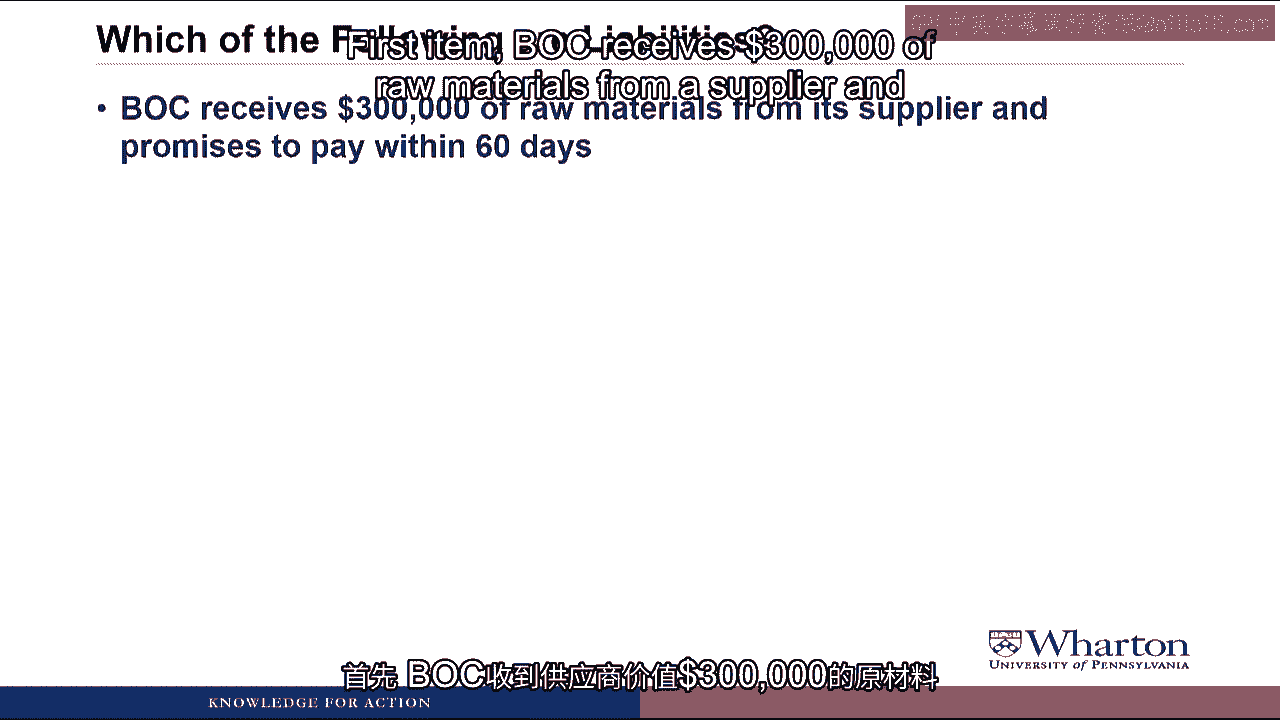 Which of the Following are Liabilities?
First item, BOC receives $300,000 of
raw materials from a supplier and
• BOC receives $300,000 of raw materials from its supplier and
promises to pay within 60 days
Wharton
UNIVERSITY of PENNSYLVANIA
首先 BOC收到供应商价值$300,000的原材料
KNOWLEDGE FOR ACTION